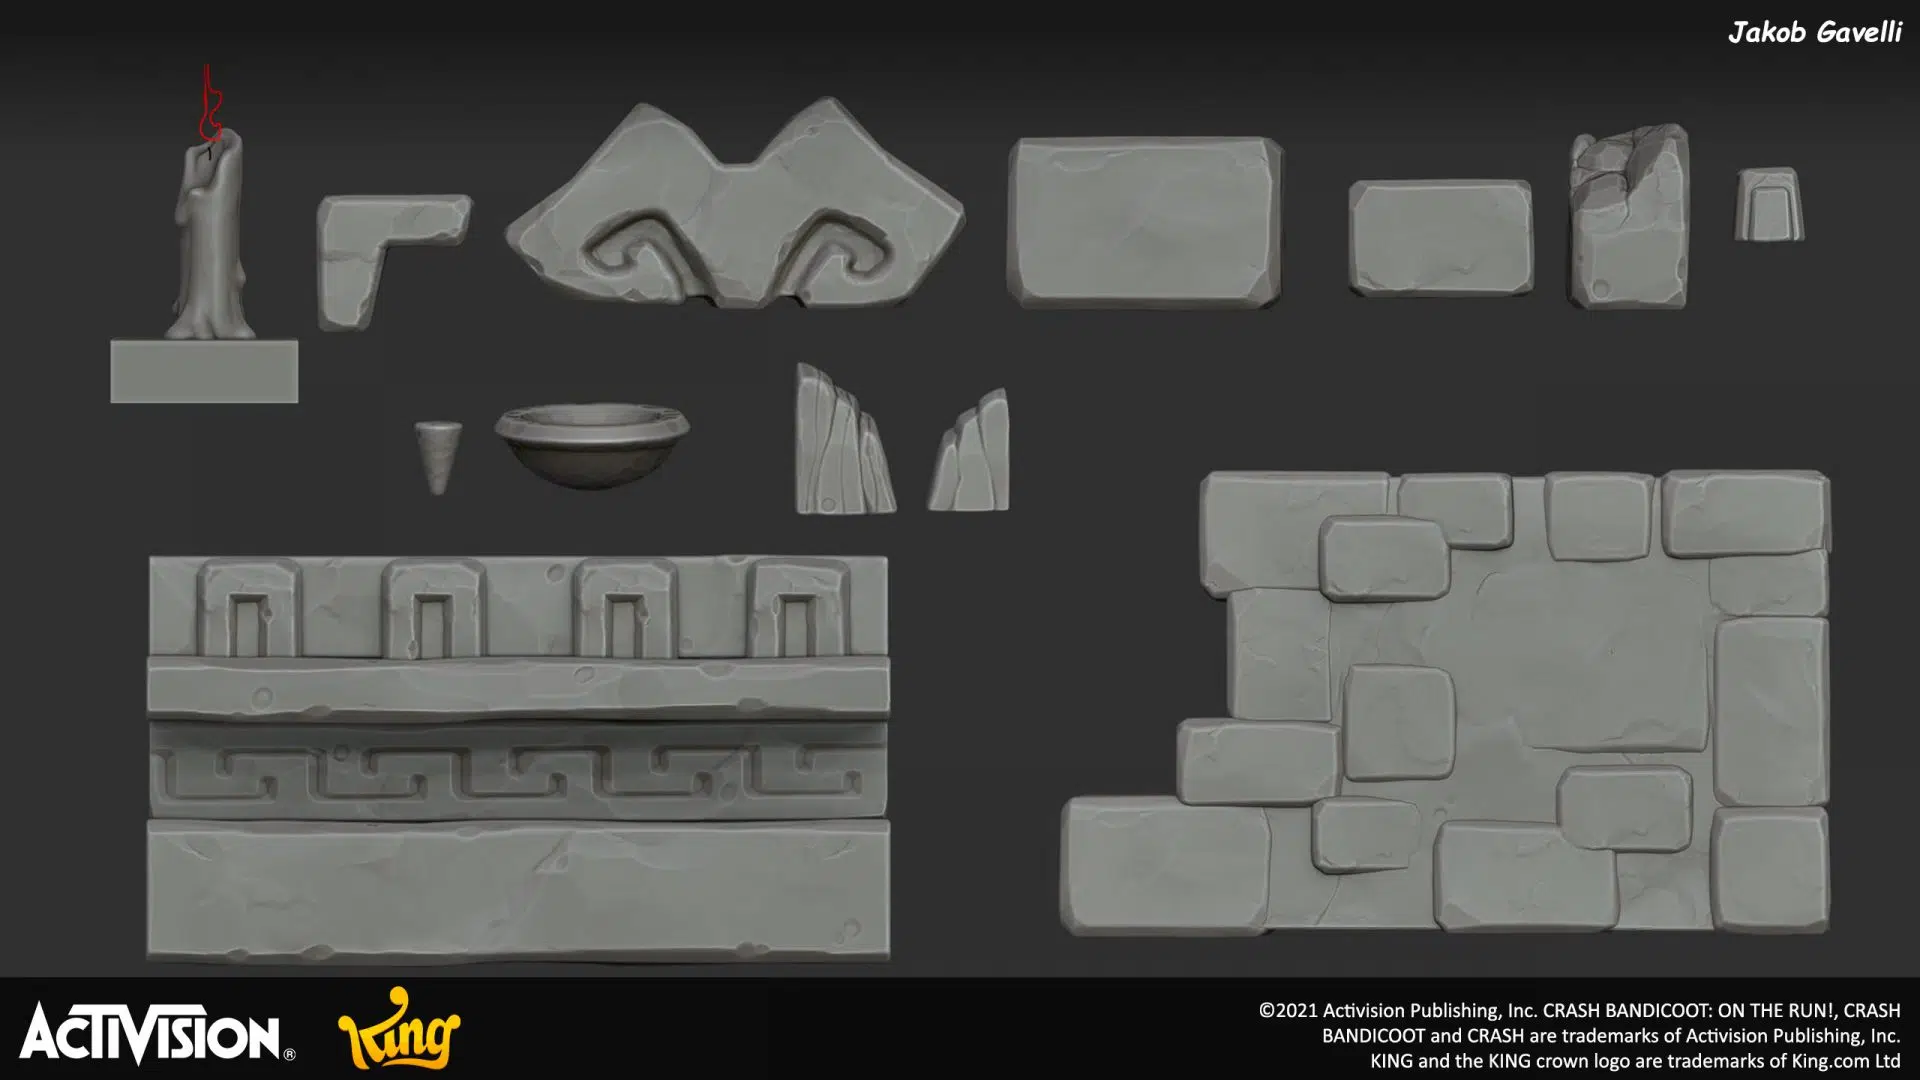 Jakob Gavelli
ACTIVISION®
King
©2021 Activision Publishing, Inc. CRASH BANDICOOT: ON THE RUN!, CRASH
BANDICOOT and CRASH are trademarks of Activision Publishing, Inc.
KING and the KING crown logo are trademarks of King.com Ltd